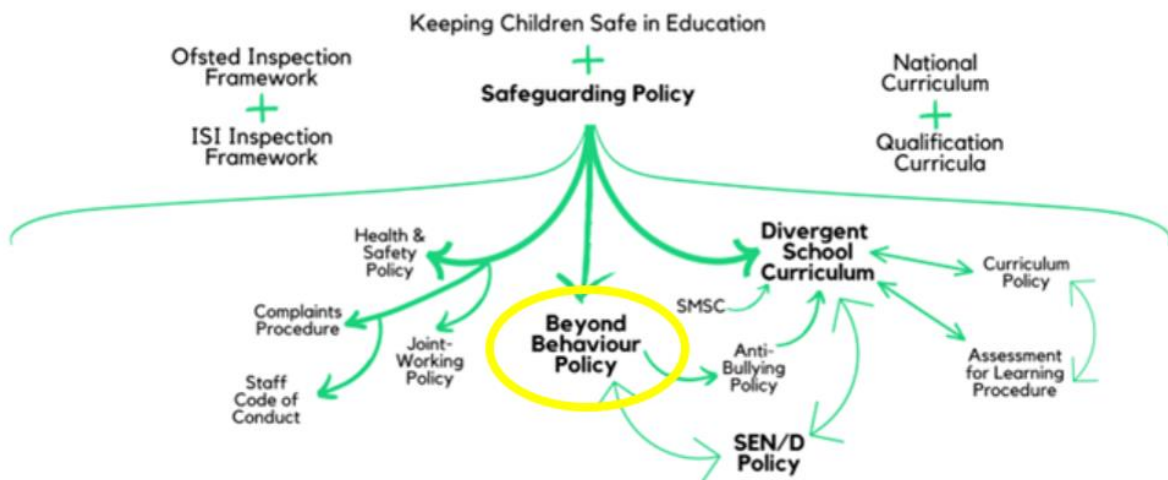 Keeping Children Safe in Education
+
Safeguarding Policy
Ofsted Inspection
Framework
+
ISI Inspection
Framework
National
Curriculum
+
Qualification
Curricula
Health &
Safety
Policy
Complaints
Procedure
Staff
Code of
Conduct
Joint-
Working
Policy
Beyond
Behaviour
Policy
SMSC
Anti-
Bullying
Policy
SEN/D
Policy
Divergent
School
Curriculum
Curriculum
Policy
Assessment
for Learning
Procedure